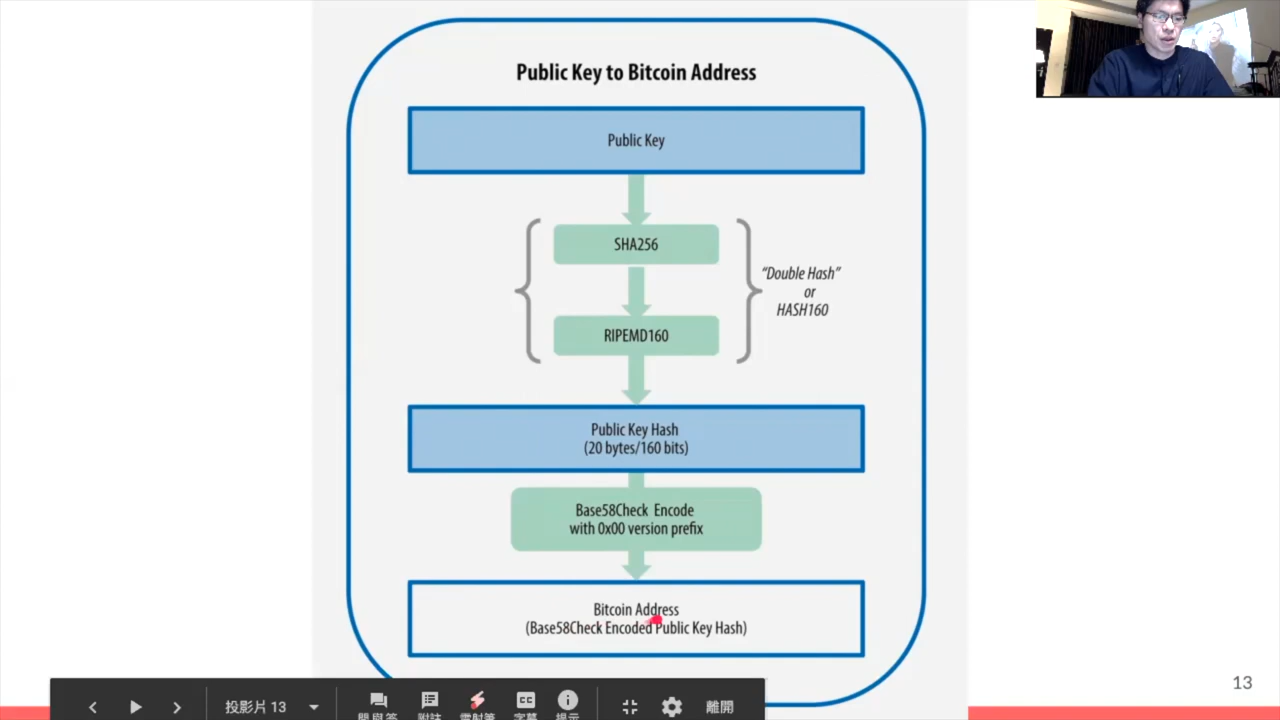 Public Key to Bitcoin Address
Public Key
SHA256
"Double Hash"
or
HASH160
RIPEMD160
Public Key Hash
(20 bytes/160 bits)
Base58Check Encode
with 0x00 version prefix
Bitcoin Address
(Base58Check Encoded Public Key Hash)
13
投影片 13
CC
離開